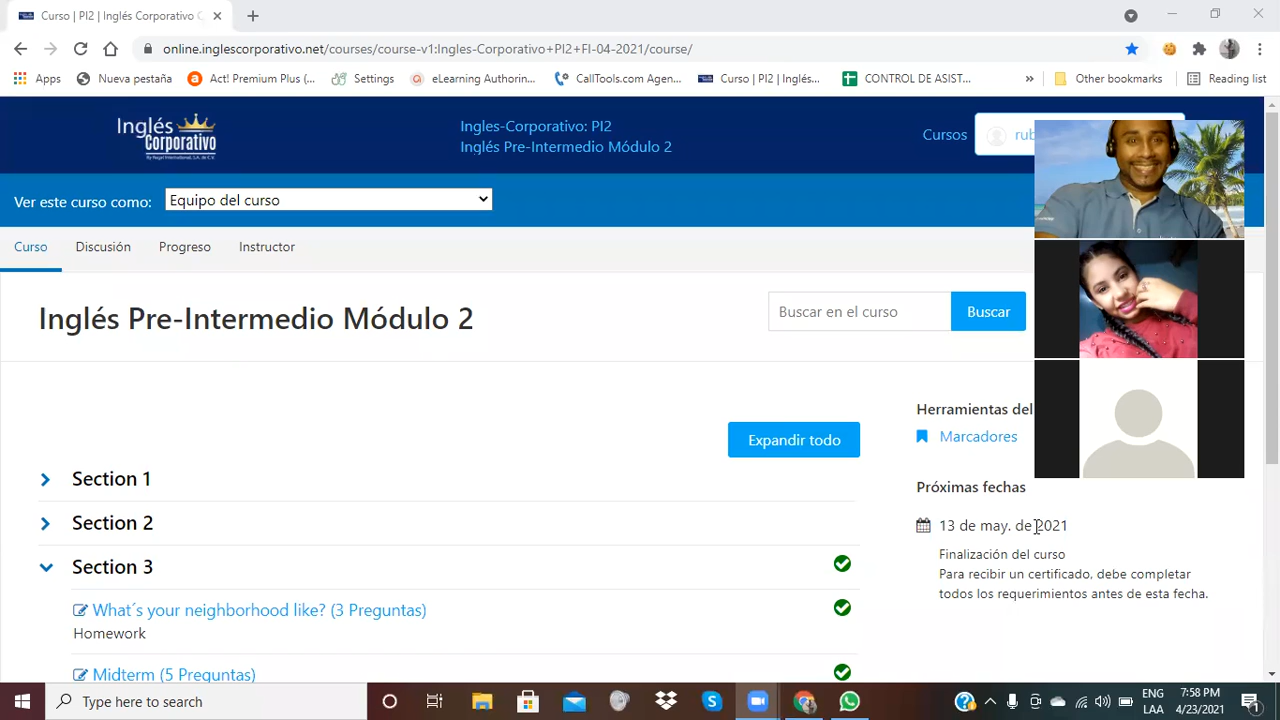 Curso | PI2 | Inglés Corporativo C
online.inglescorporativo.net/courses/course-v1:Ingles-Corporativo+PI2+FI-04-2021/course/
Apps
Nueva pestaña
Act! Premium Plus (...
Settings
eLearning Authorin...
CallTools.com Agen...
Curso | PI2 | Inglés...
CONTROL DE ASIST...
»
Other bookmarks
Reading list
Inglés
Corporativo
Ingles-Corporativo: PI2
Inglés Pre-Intermedio Módulo 2
Cursos
rub
Ver este curso como:
Equipo del curso
Curso
Discusión
Progreso
Instructor
Inglés Pre-Intermedio Módulo 2
Buscar en el curso
Buscar
Expandir todo
Herramientas del
Marcadores
Section 1
Section 2
Section 3
What´s your neighborhood like? (3 Preguntas)
Homework
Midterm (5 Preguntas)
Próximas fechas
13 de may. de 2021
Finalización del curso
Para recibir un certificado, debe completar
todos los requerimientos antes de esta fecha.
Type here to search
ENG
LAA
7:58 PM
4/23/2021